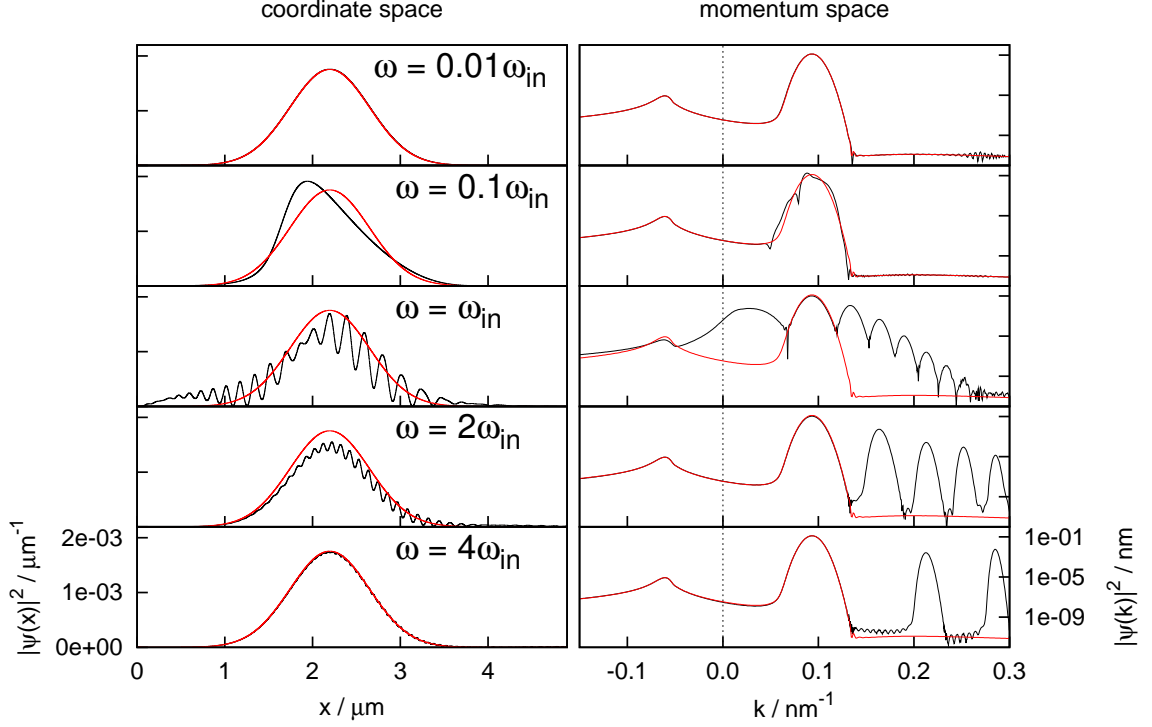 coordinate space
momentum space
ω = 0.01ω_in
ω = 0.1ω_in
ω = ω_in
ω = 2ω_in
ω = 4ω_in
|ψ(x)|² / μm⁻¹
2e-03
1e-03
0e+00
0 1 2 3 4
x / μm
|ψ(k)|² / nm
1e-01
1e-05
1e-09
-0.1 0.0 0.1 0.2 0.3
k / nm⁻¹